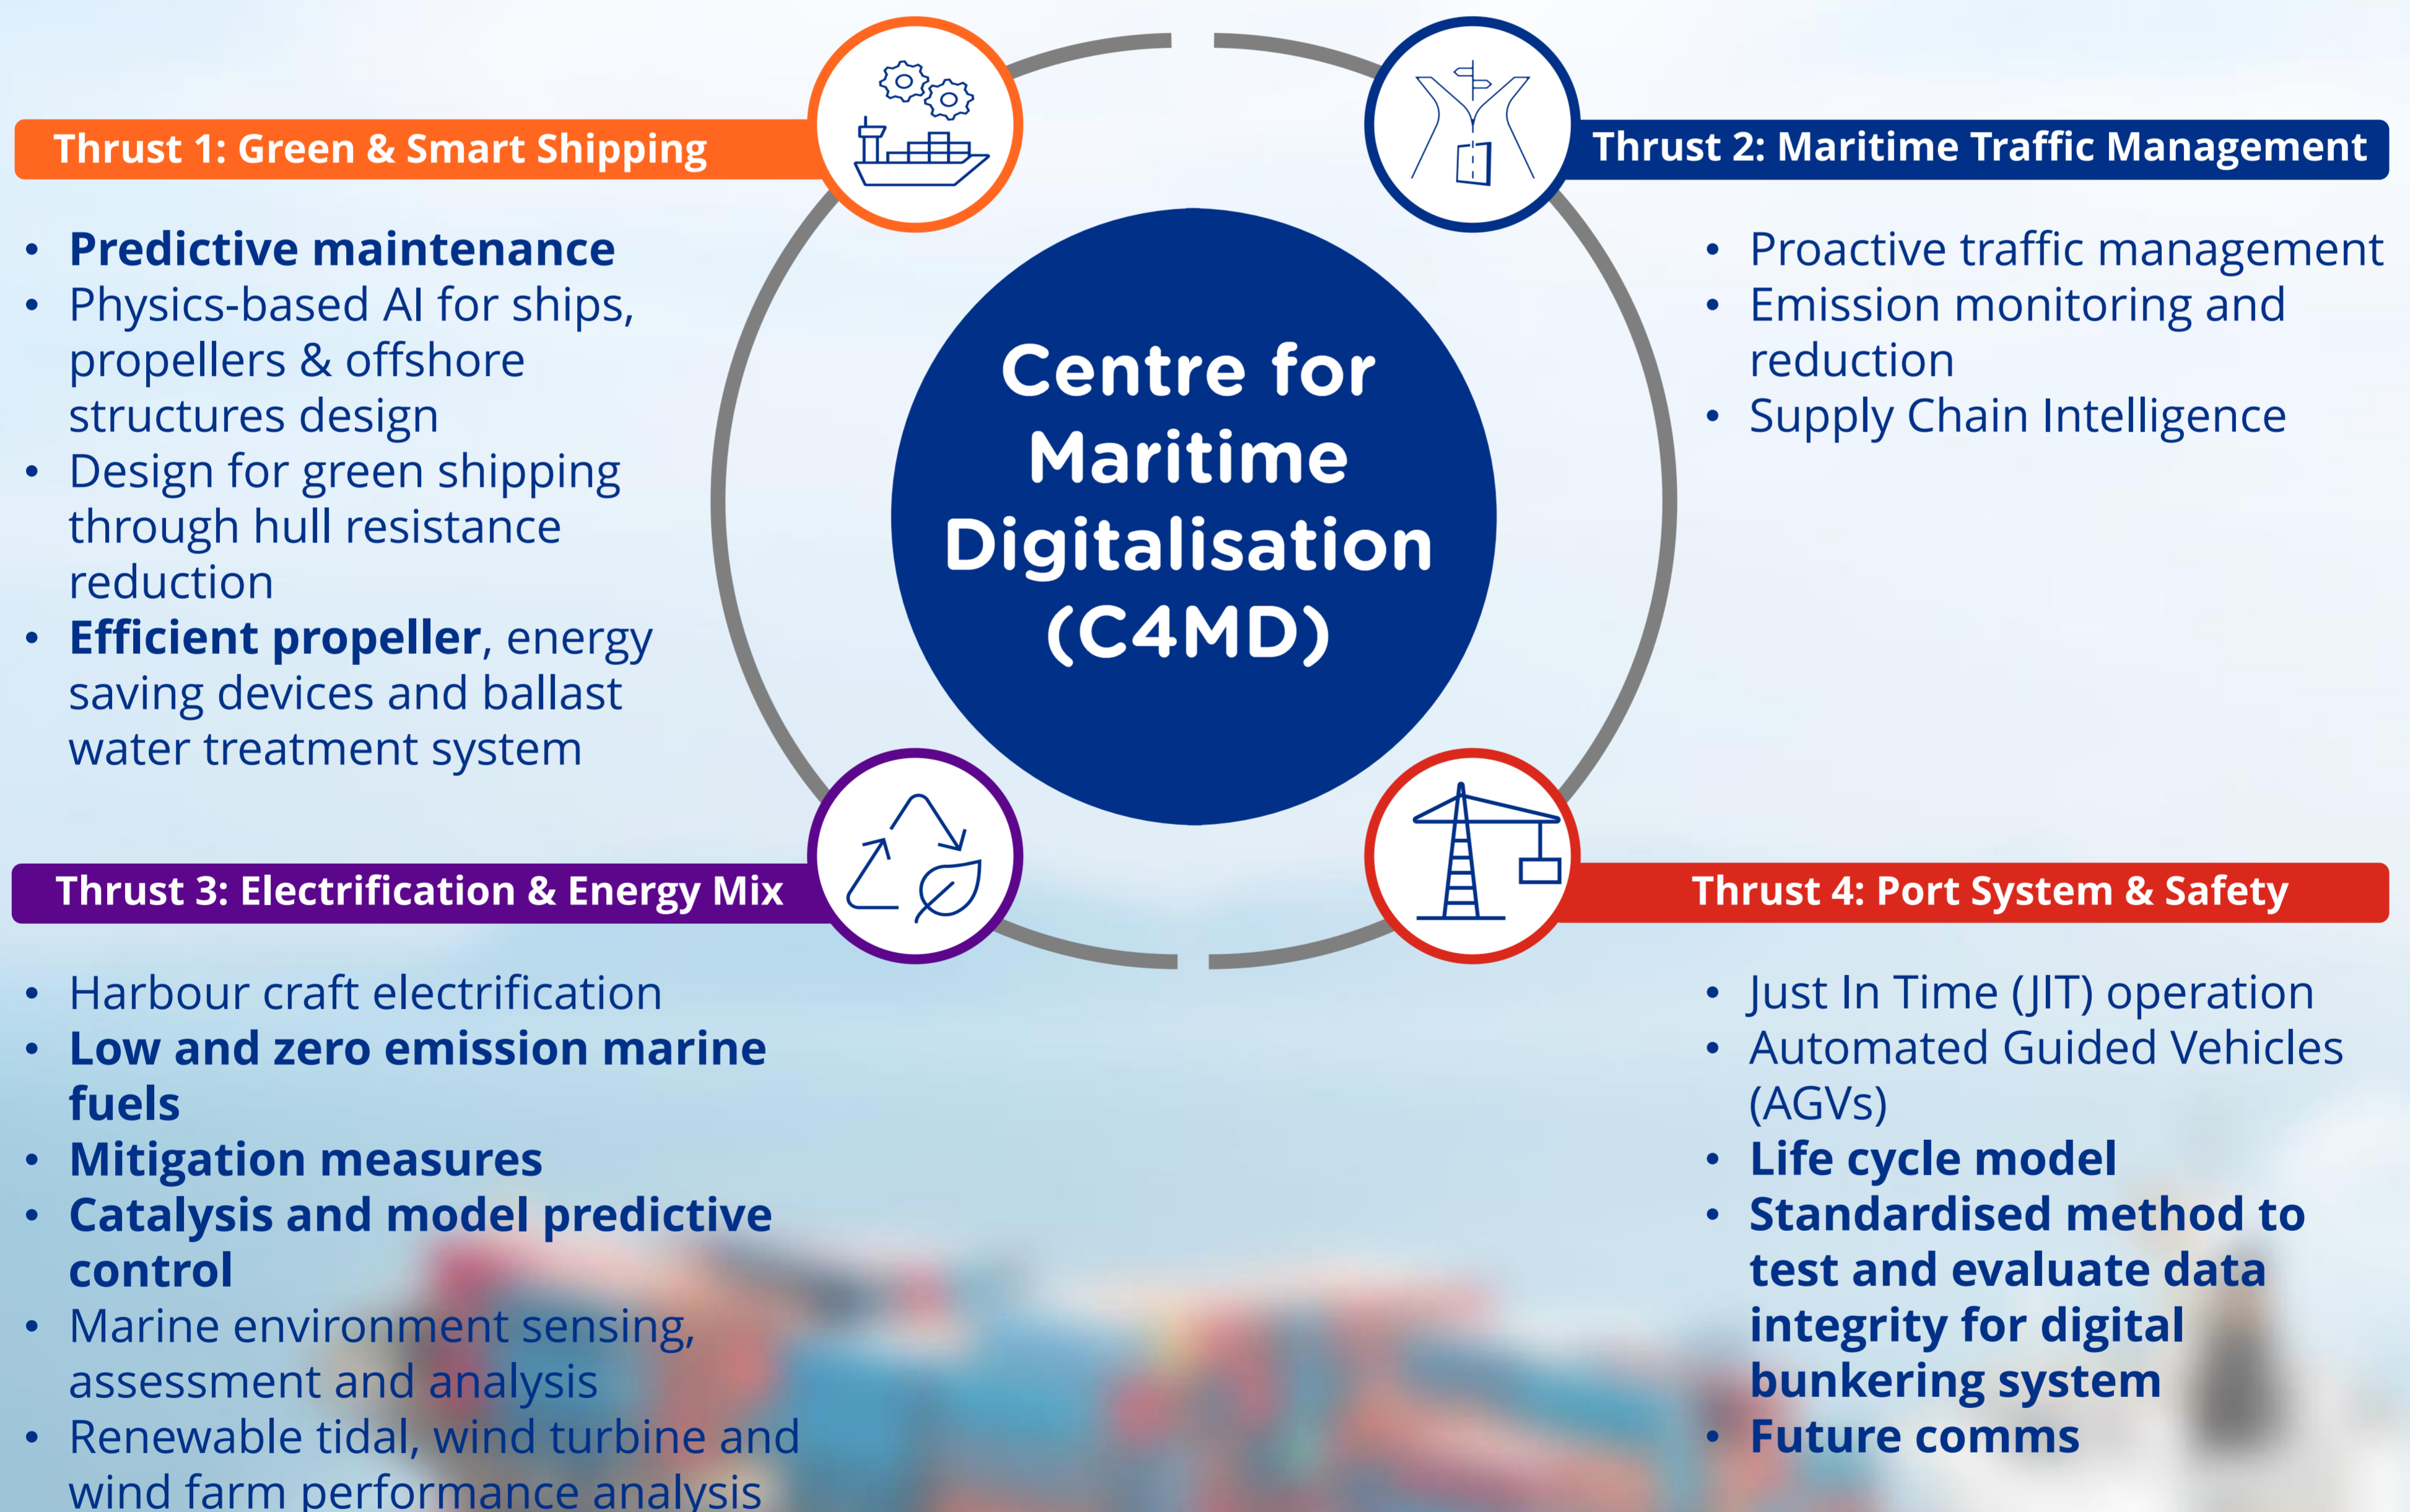 Thrust 1: Green & Smart Shipping
• Predictive maintenance
• Physics-based AI for ships,
propellers & offshore
structures design
• Design for green shipping
through hull resistance
reduction
• Efficient propeller, energy
saving devices and ballast
water treatment system
Centre for
Maritime
Digitalisation
(C4MD)
Thrust 2: Maritime Traffic Management
• Proactive traffic management
• Emission monitoring and
reduction
• Supply Chain Intelligence
Thrust 3: Electrification & Energy Mix
• Harbour craft electrification
• Low and zero emission marine
fuels
• Mitigation measures
• Catalysis and model predictive
control
• Marine environment sensing,
assessment and analysis
• Renewable tidal, wind turbine and
wind farm performance analysis
Thrust 4: Port System & Safety
• Just In Time (JIT) operation
• Automated Guided Vehicles
(AGVs)
• Life cycle model
• Standardised method to
test and evaluate data
integrity for digital
bunkering system
• Future comms